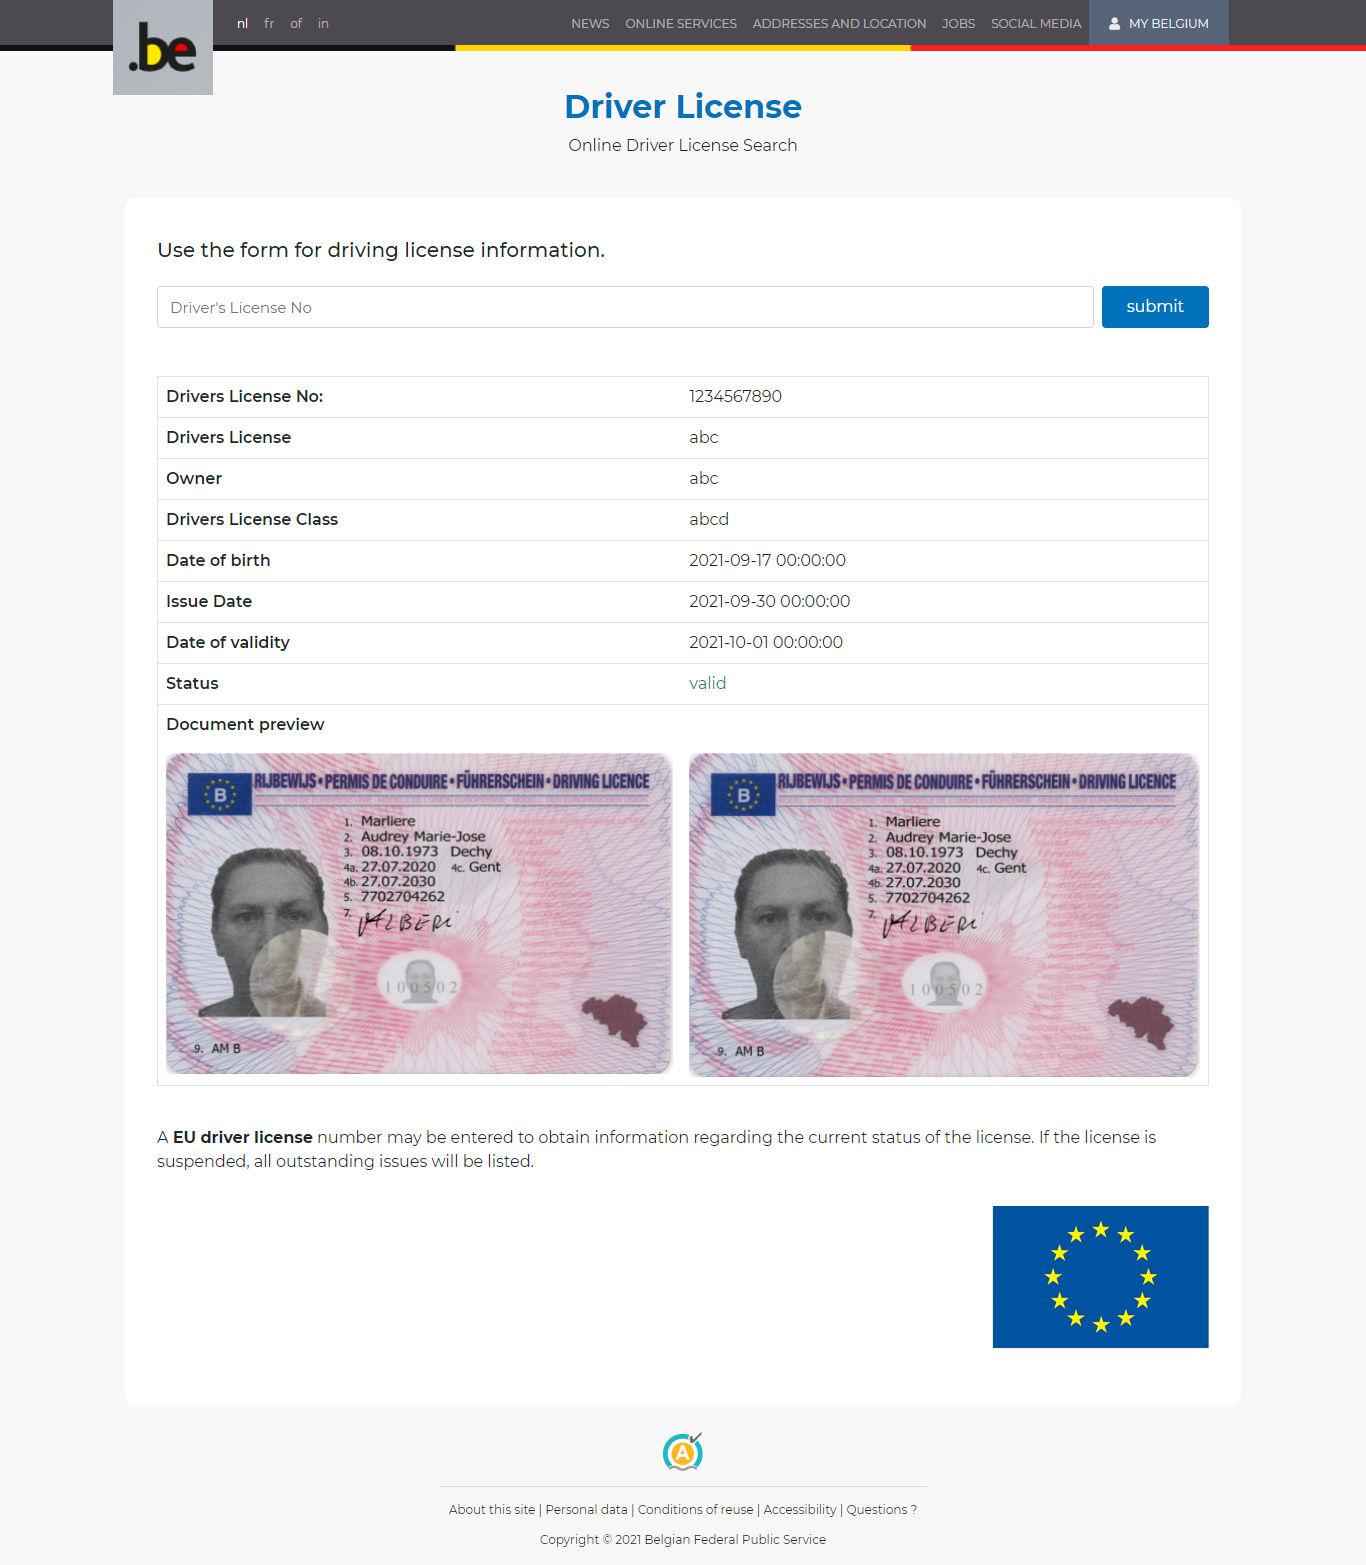 .be
nl fr of in
NEWS ONLINE SERVICES ADDRESSES AND LOCATION JOBS SOCIAL MEDIA MY BELGIUM
Driver License
Online Driver License Search
Use the form for driving license information.
Driver's License No
submit
Drivers License No: 1234567890
Drivers License abc
Owner abc
Drivers License Class abcd
Date of birth 2021-09-17 00:00:00
Issue Date 2021-09-30 00:00:00
Date of validity 2021-10-01 00:00:00
Status valid
Document preview
B RIJBEWIJS • PERMIS DE CONDUIRE • FÜHRERSCHEIN • DRIVING LICENCE
1. Marliere
2. Audrey Marie-Jose
3. 08.10.1973 Dechy
4a. 27.07.2020 4c. Gent
4b. 27.07.2030
5. 7702704262
7.
100502
9. AM B
B RIJBEWIJS • PERMIS DE CONDUIRE • FÜHRERSCHEIN • DRIVING LICENCE
1. Marliere
2. Audrey Marie-Jose
3. 08.10.1973 Dechy
4a. 27.07.2020 4c. Gent
4b. 27.07.2030
5. 7702704262
7.
100502
9. AM B
A EU driver license number may be entered to obtain information regarding the current status of the license. If the license is
suspended, all outstanding issues will be listed.
A
About this site | Personal data | Conditions of reuse | Accessibility | Questions ?
Copyright © 2021 Belgian Federal Public Service